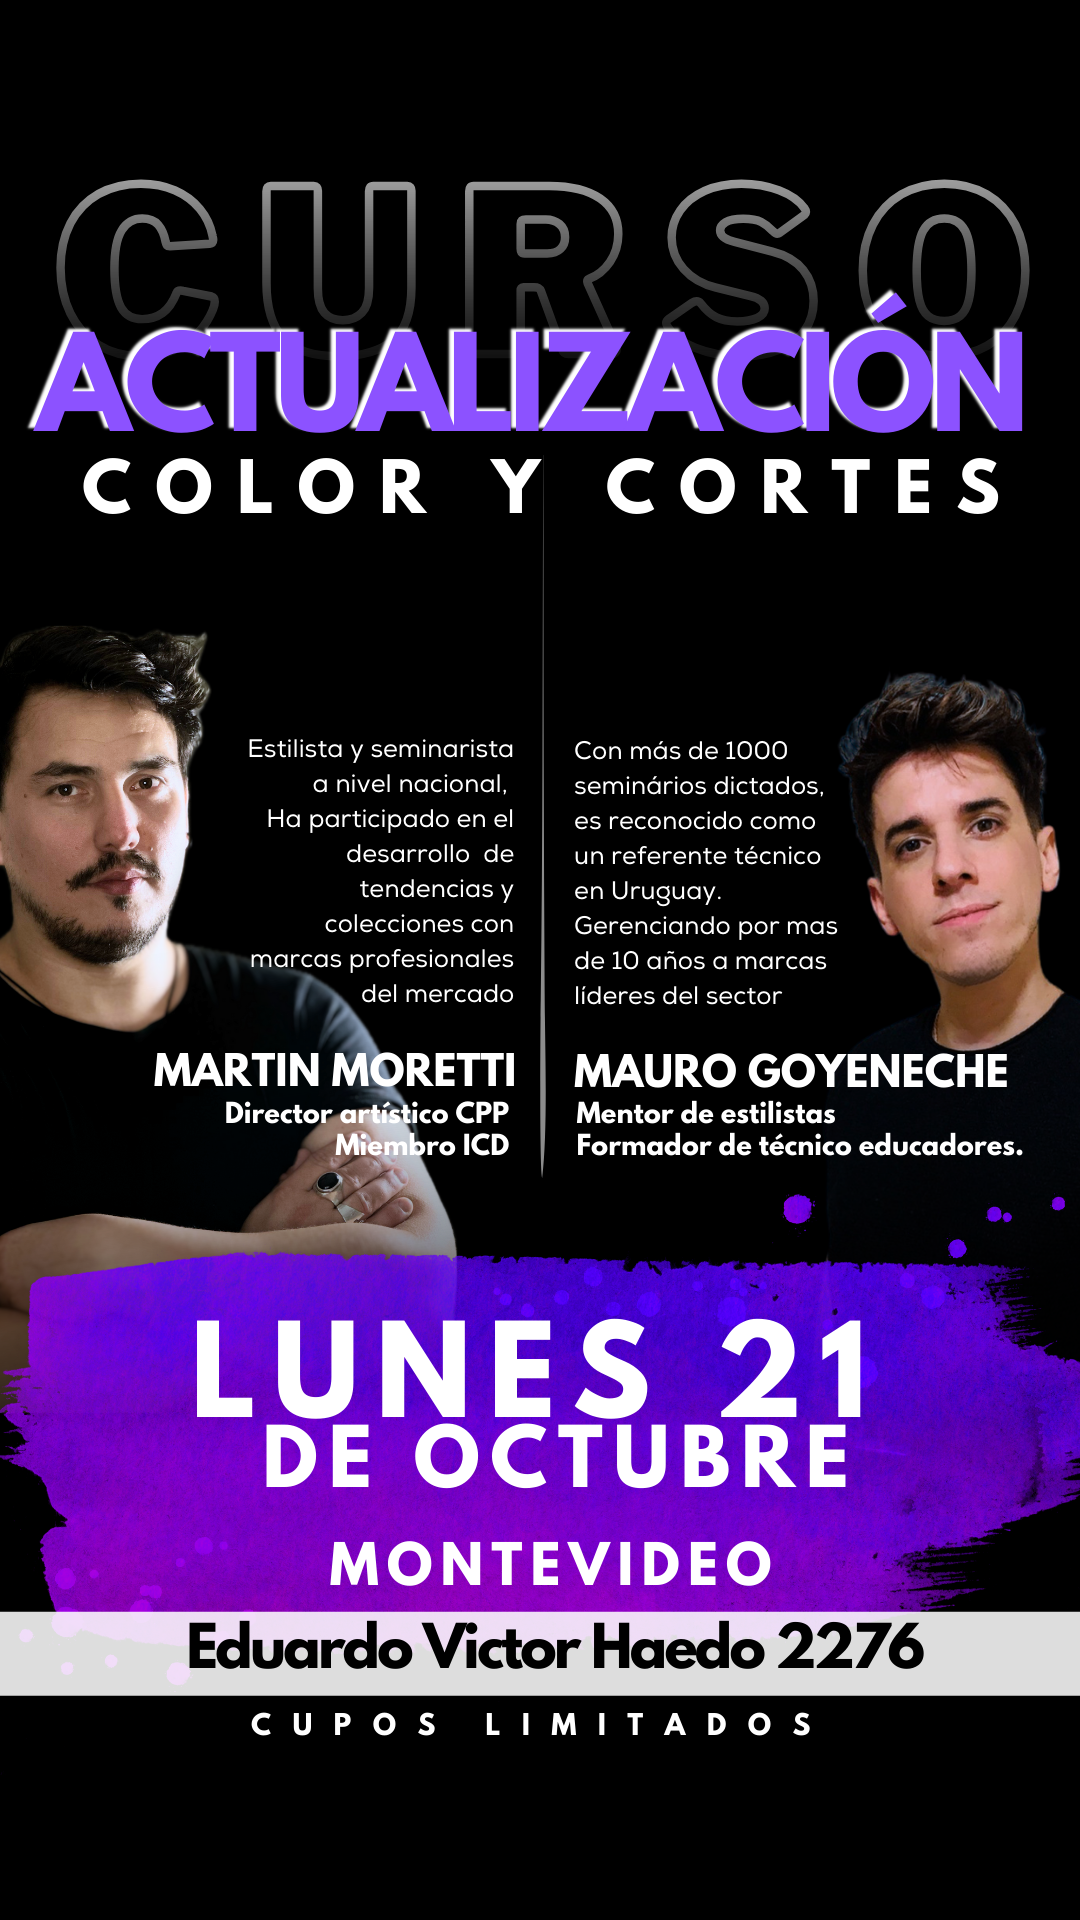 CURSO
ACTUALIZACIÓN
COLOR Y CORTES
Estilista y seminarista
a nivel nacional,
Ha participado en el
desarrollo de
tendencias y
colecciones con
marcas profesionales
del mercado
MARTIN MORETTI
Director artístico CPP
Miembro ICD
Con más de 1000
seminários dictados,
es reconocido como
un referente técnico
en Uruguay.
Gerenciando por mas
de 10 años a marcas
líderes del sector
MAURO GOYENECHE
Mentor de estilistas
Formador de técnico educadores.
LUNES 21
DE OCTUBRE
MONTEVIDEO
Eduardo Victor Haedo 2276
CUPOS LIMITADOS